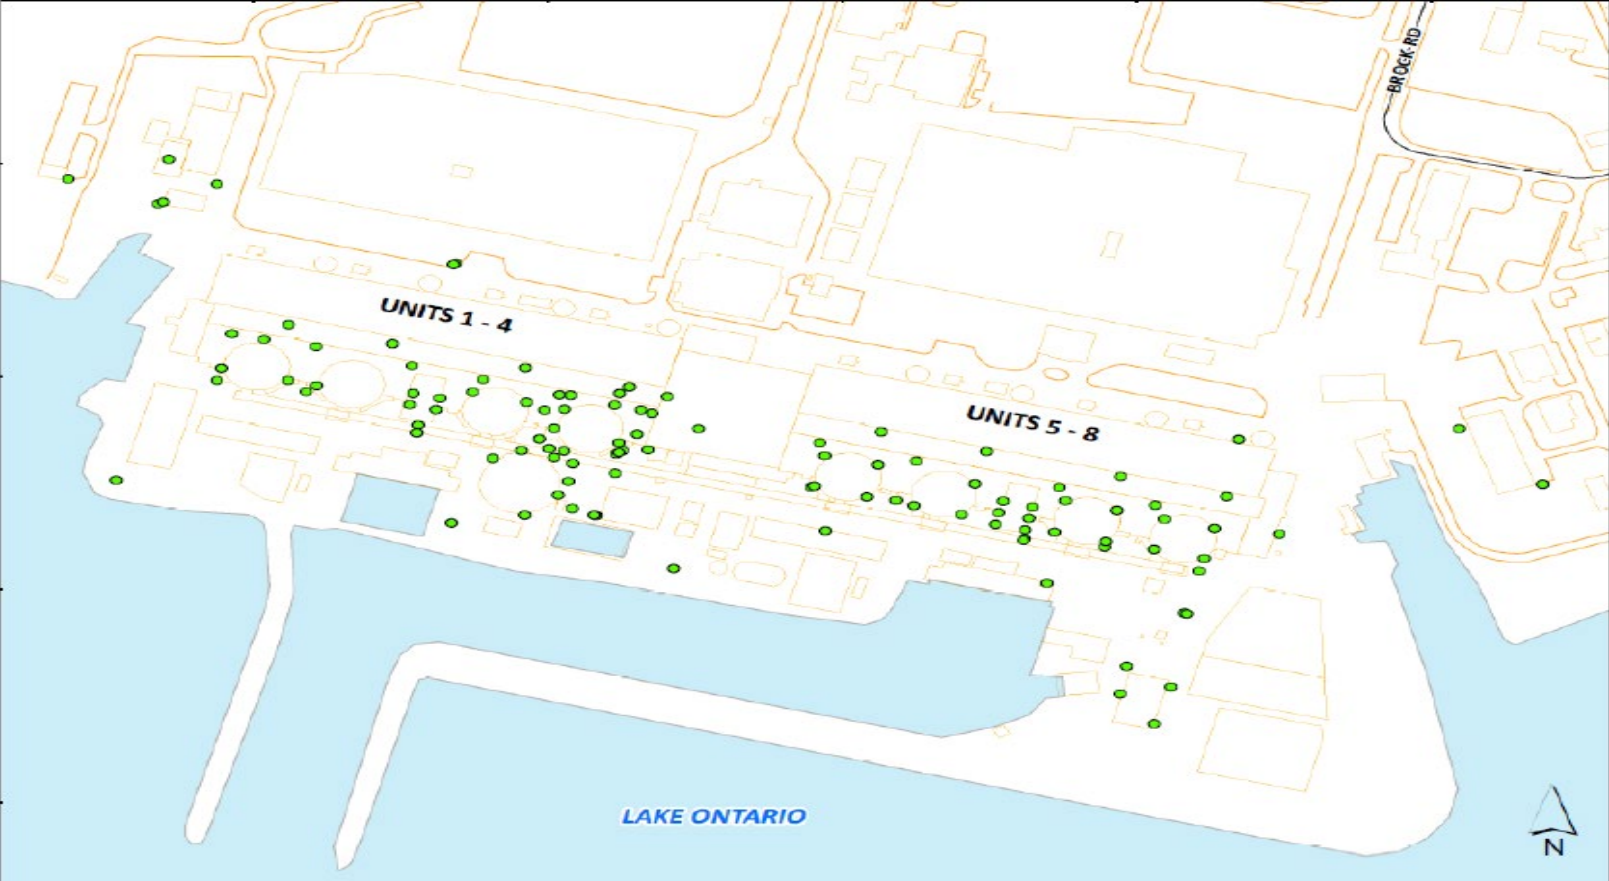 BROCK RD
UNITS 1 - 4
UNITS 5 - 8
LAKE ONTARIO
N